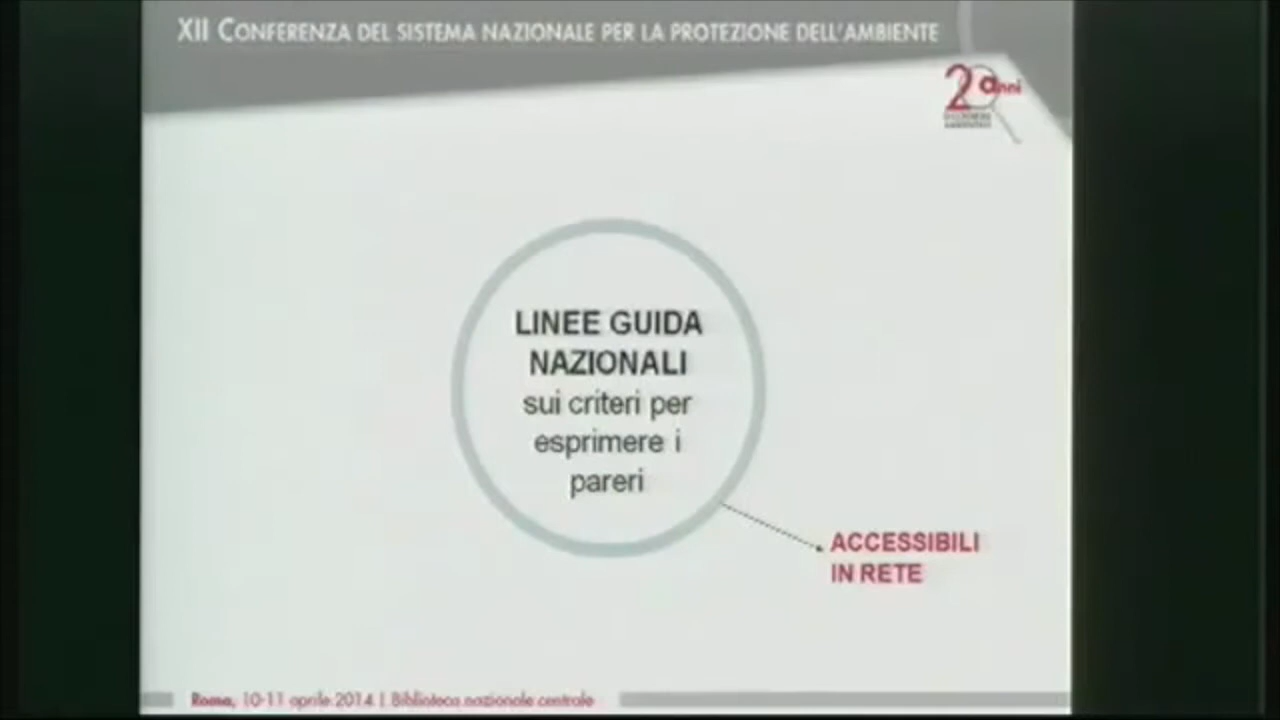 XII CONFERENZA DEL SISTEMA NAZIONALE PER LA PROTEZIONE DELL'AMBIENTE
20 anni
LINEE GUIDA
NAZIONALI
sui criteri per
esprimere i
pareri
ACCESSIBILI
IN RETE
Roma, 10-11 aprile 2014 | Biblioteca nazionale centrale